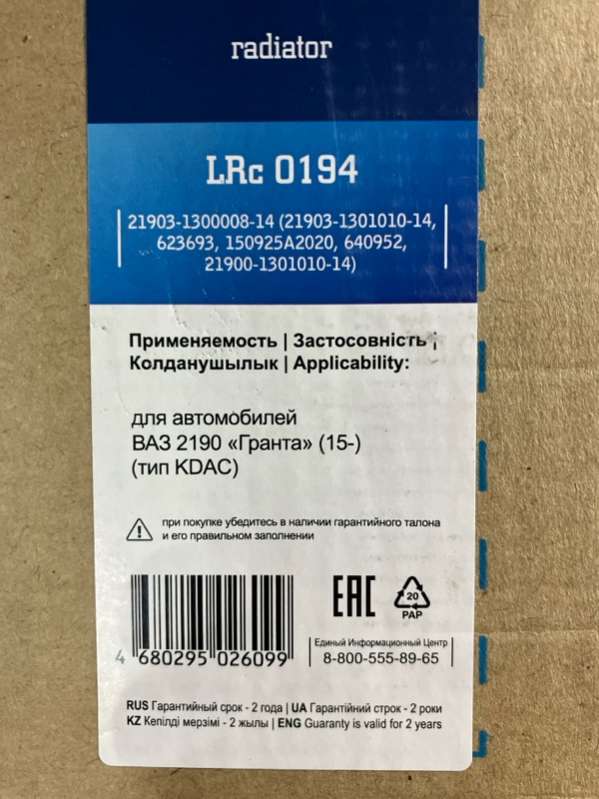 radiator
LRc 0194
21903-1300008-14 (21903-1301010-14,
623693, 150925A2020, 640952,
21900-1301010-14)
Применяемость | Застосовність |
Колданушылык | Applicability:
для автомобилей
ВАЗ 2190 «Гранта» (15-)
(тип KDAC)
при покупке убедитесь в наличии гарантийного талона
и его правильном заполнении
EAC
20
PAP
4 680295 026099
Единый Информационный Центр
8-800-555-89-65
RUS Гарантийный срок - 2 года | UA Гарантійний строк - 2 роки
KZ Кепілді мерзімі - 2 жылы | ENG Guaranty is valid for 2 years